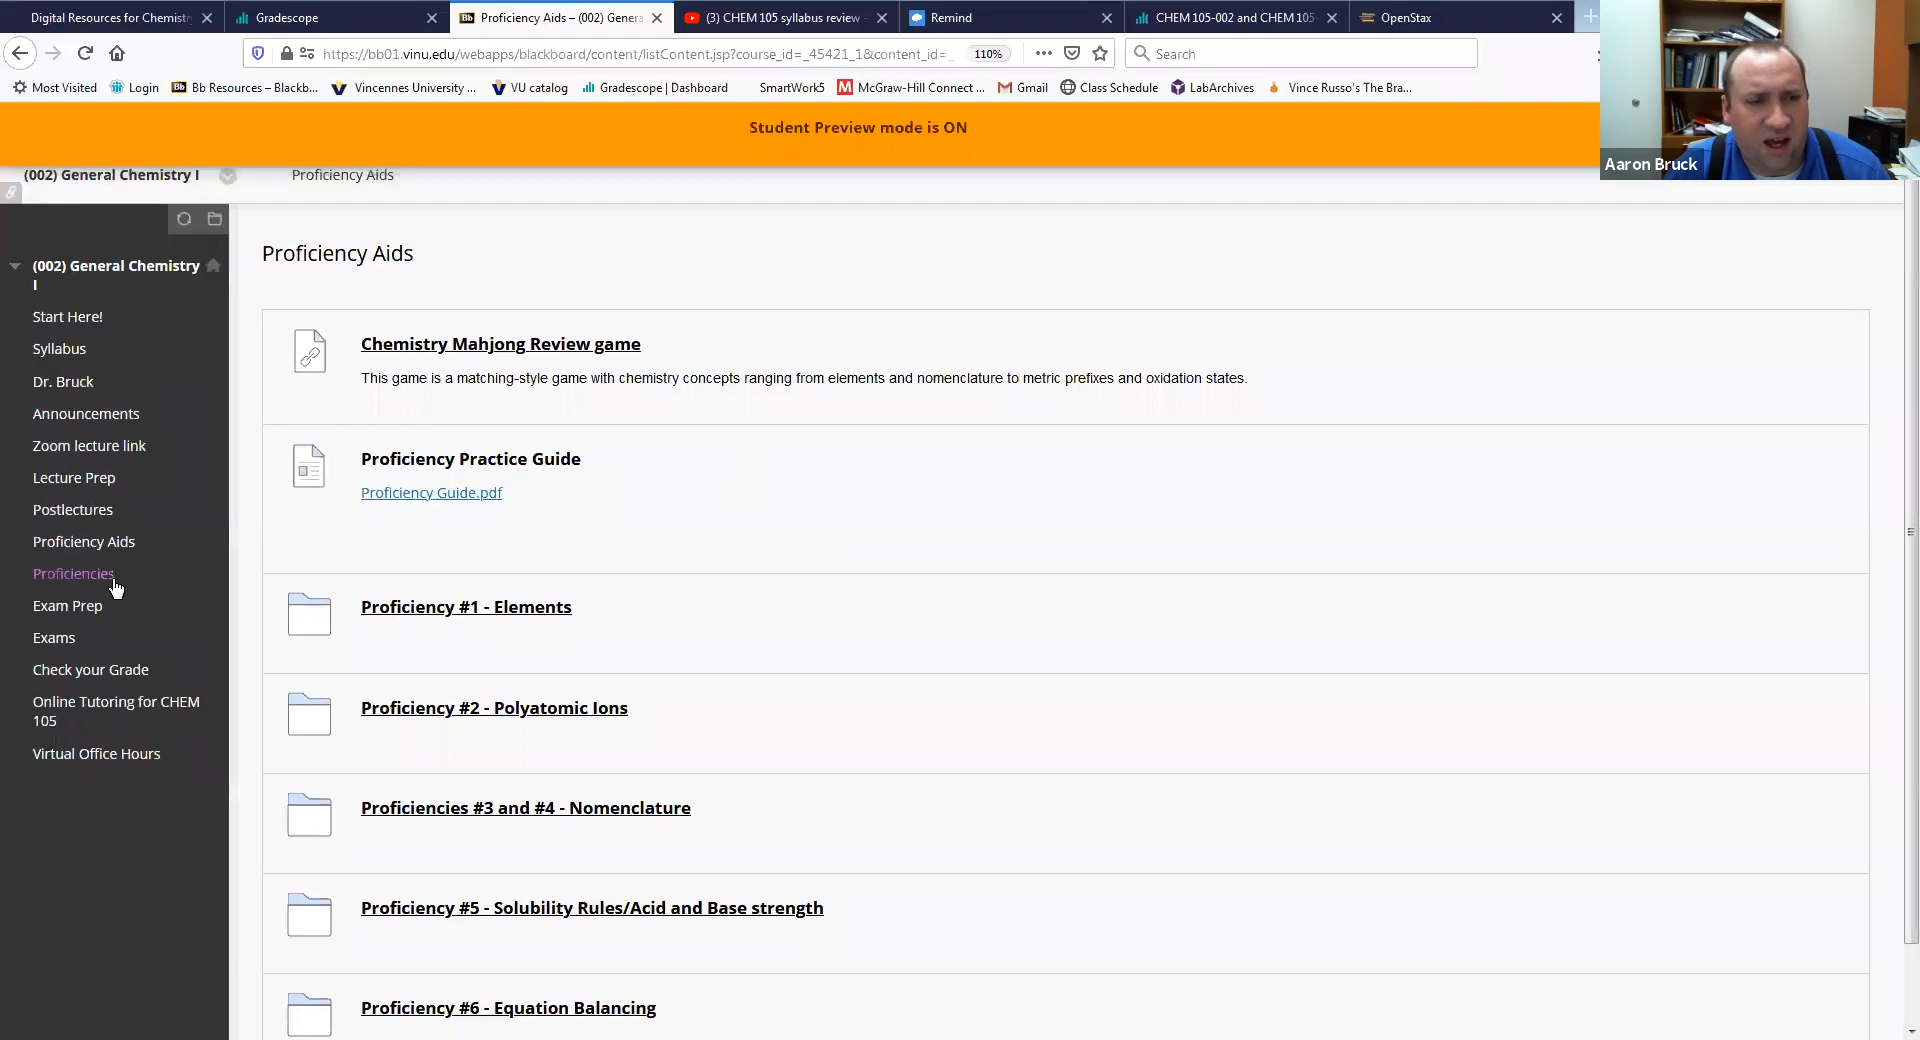 Digital Resources for Chemistr
Gradescope
Bb Proficiency Aids – (002) Genera
(3) CHEM 105 syllabus review -
Remind
CHEM 105-002 and CHEM 105-
OpenStax
https://bb01.vinu.edu/webapps/blackboard/content/listContent.jsp?course_id=_45421_1&content_id=_
110%
Search
Most Visited
Login
Bb Bb Resources – Blackb...
Vincennes University ...
VU catalog
Gradescope | Dashboard
SmartWork5
M McGraw-Hill Connect ...
Gmail
Class Schedule
LabArchives
Vince Russo's The Bra...
Student Preview mode is ON
Aaron Bruck
(002) General Chemistry I
Proficiency Aids
(002) General Chemistry
I
Start Here!
Syllabus
Dr. Bruck
Announcements
Zoom lecture link
Lecture Prep
Postlectures
Proficiency Aids
Proficiencies
Exam Prep
Exams
Check your Grade
Online Tutoring for CHEM
105
Virtual Office Hours
Proficiency Aids
Chemistry Mahjong Review game
This game is a matching-style game with chemistry concepts ranging from elements and nomenclature to metric prefixes and oxidation states.
Proficiency Practice Guide
Proficiency Guide.pdf
Proficiency #1 - Elements
Proficiency #2 - Polyatomic Ions
Proficiencies #3 and #4 - Nomenclature
Proficiency #5 - Solubility Rules/Acid and Base strength
Proficiency #6 - Equation Balancing